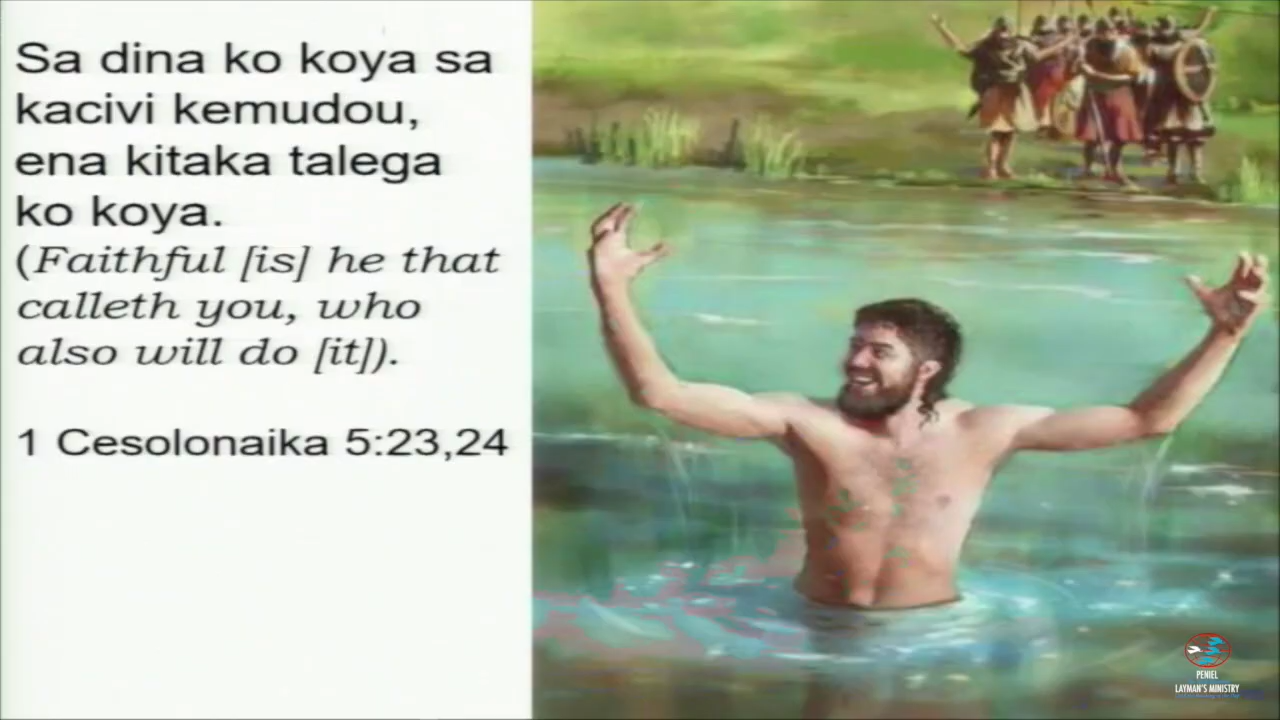 Sa dina ko koya sa
kacivi kemudou,
ena kitaka talega
ko koya.
(Faithful [is] he that
calleth you, who
also will do [it]).
1 Cesolonaika 5:23,24
PENIEL
LAYMAN'S MINISTRY